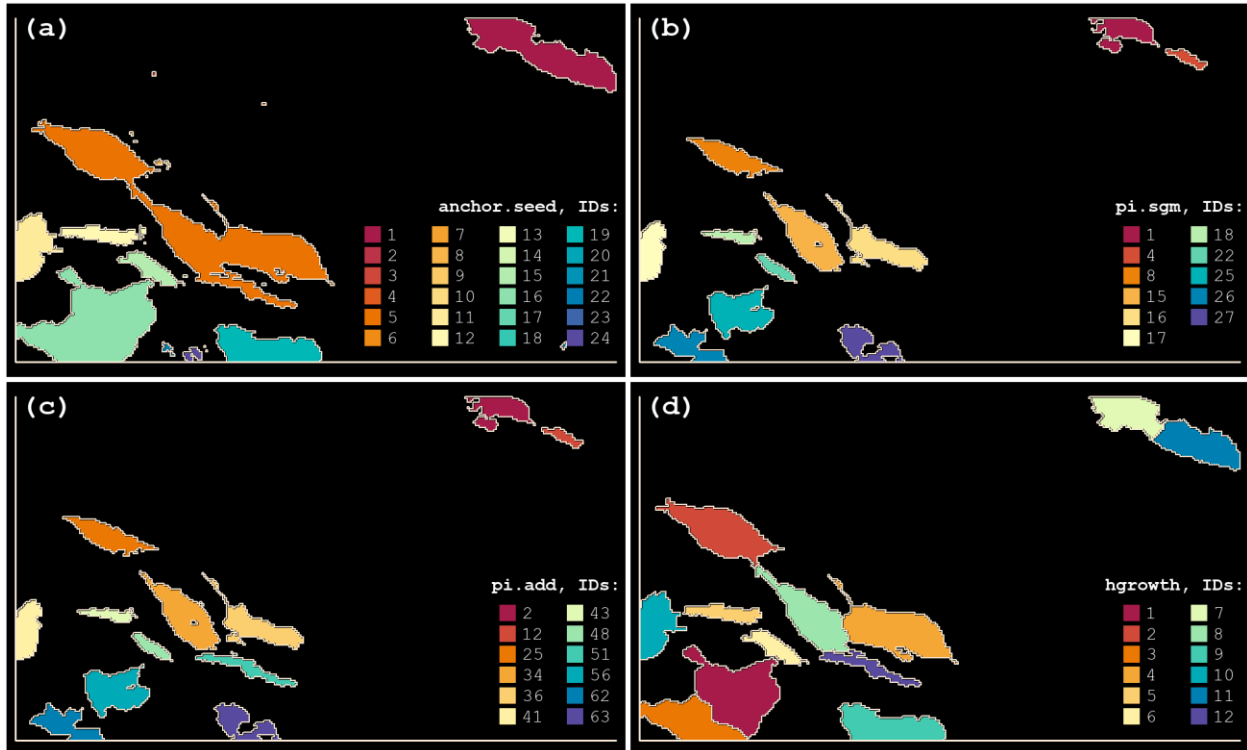 (a)
anchor.seed, IDs:
1 7 13 19
2 8 14 20
3 9 15 21
4 10 16 22
5 11 17 23
6 12 18 24
(b)
pi.sgm, IDs:
1 18
4 22
8 25
15 26
16 27
17
(c)
pi.add, IDs:
2 43
12 48
25 51
34 56
36 62
41 63
(d)
hgrowth, IDs:
1 7
2 8
3 9
4 10
5 11
6 12